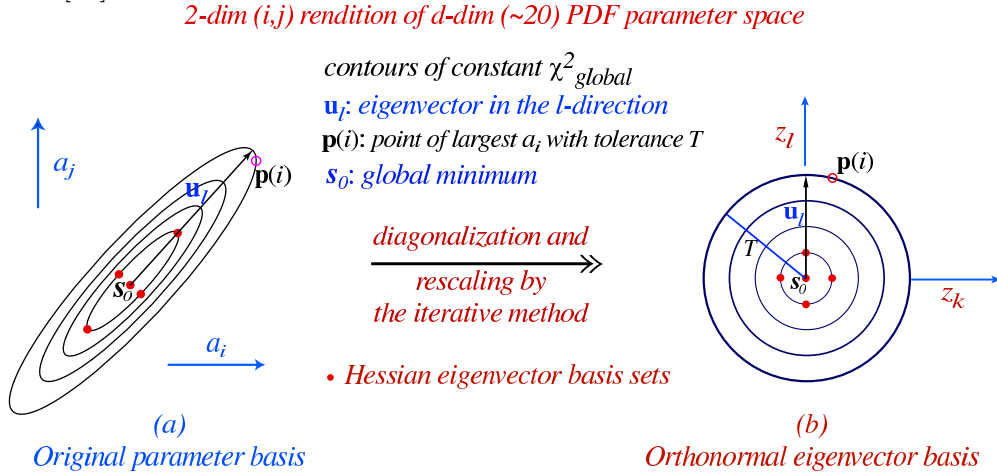 2-dim (i,j) rendition of d-dim (~20) PDF parameter space
contours of constant χ²global
uₗ: eigenvector in the l-direction
p(i): point of largest aᵢ with tolerance T
s₀: global minimum
aⱼ
uₗ
p(i)
s₀
aᵢ
diagonalization and
rescaling by
the iterative method
• Hessian eigenvector basis sets
zₗ
p(i)
uₗ
T
s₀
zₖ
(a)
Original parameter basis
(b)
Orthonormal eigenvector basis